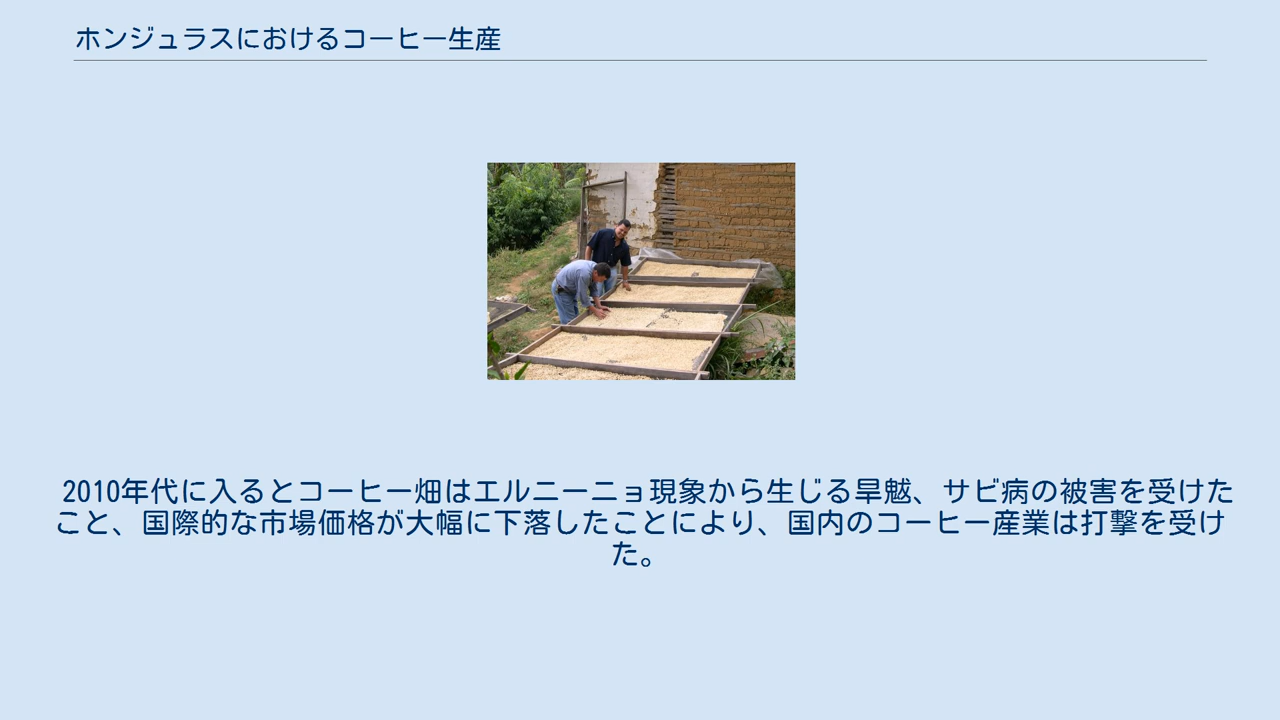 ホンジュラスにおけるコーヒー生産
2010年代に入るとコーヒー畑はエルニーニョ現象から生じる旱魃、サビ病の被害を受けた
こと、国際的な市場価格が大幅に下落したことにより、国内のコーヒー産業は打撃を受け
た。